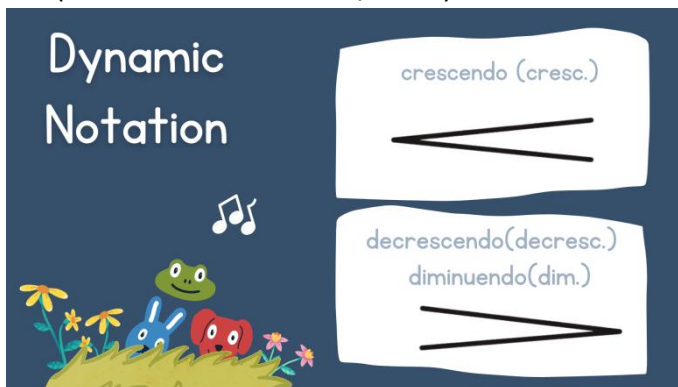 Dynamic
Notation
crescendo (cresc.)
decrescendo(decresc.)
diminuendo(dim.)